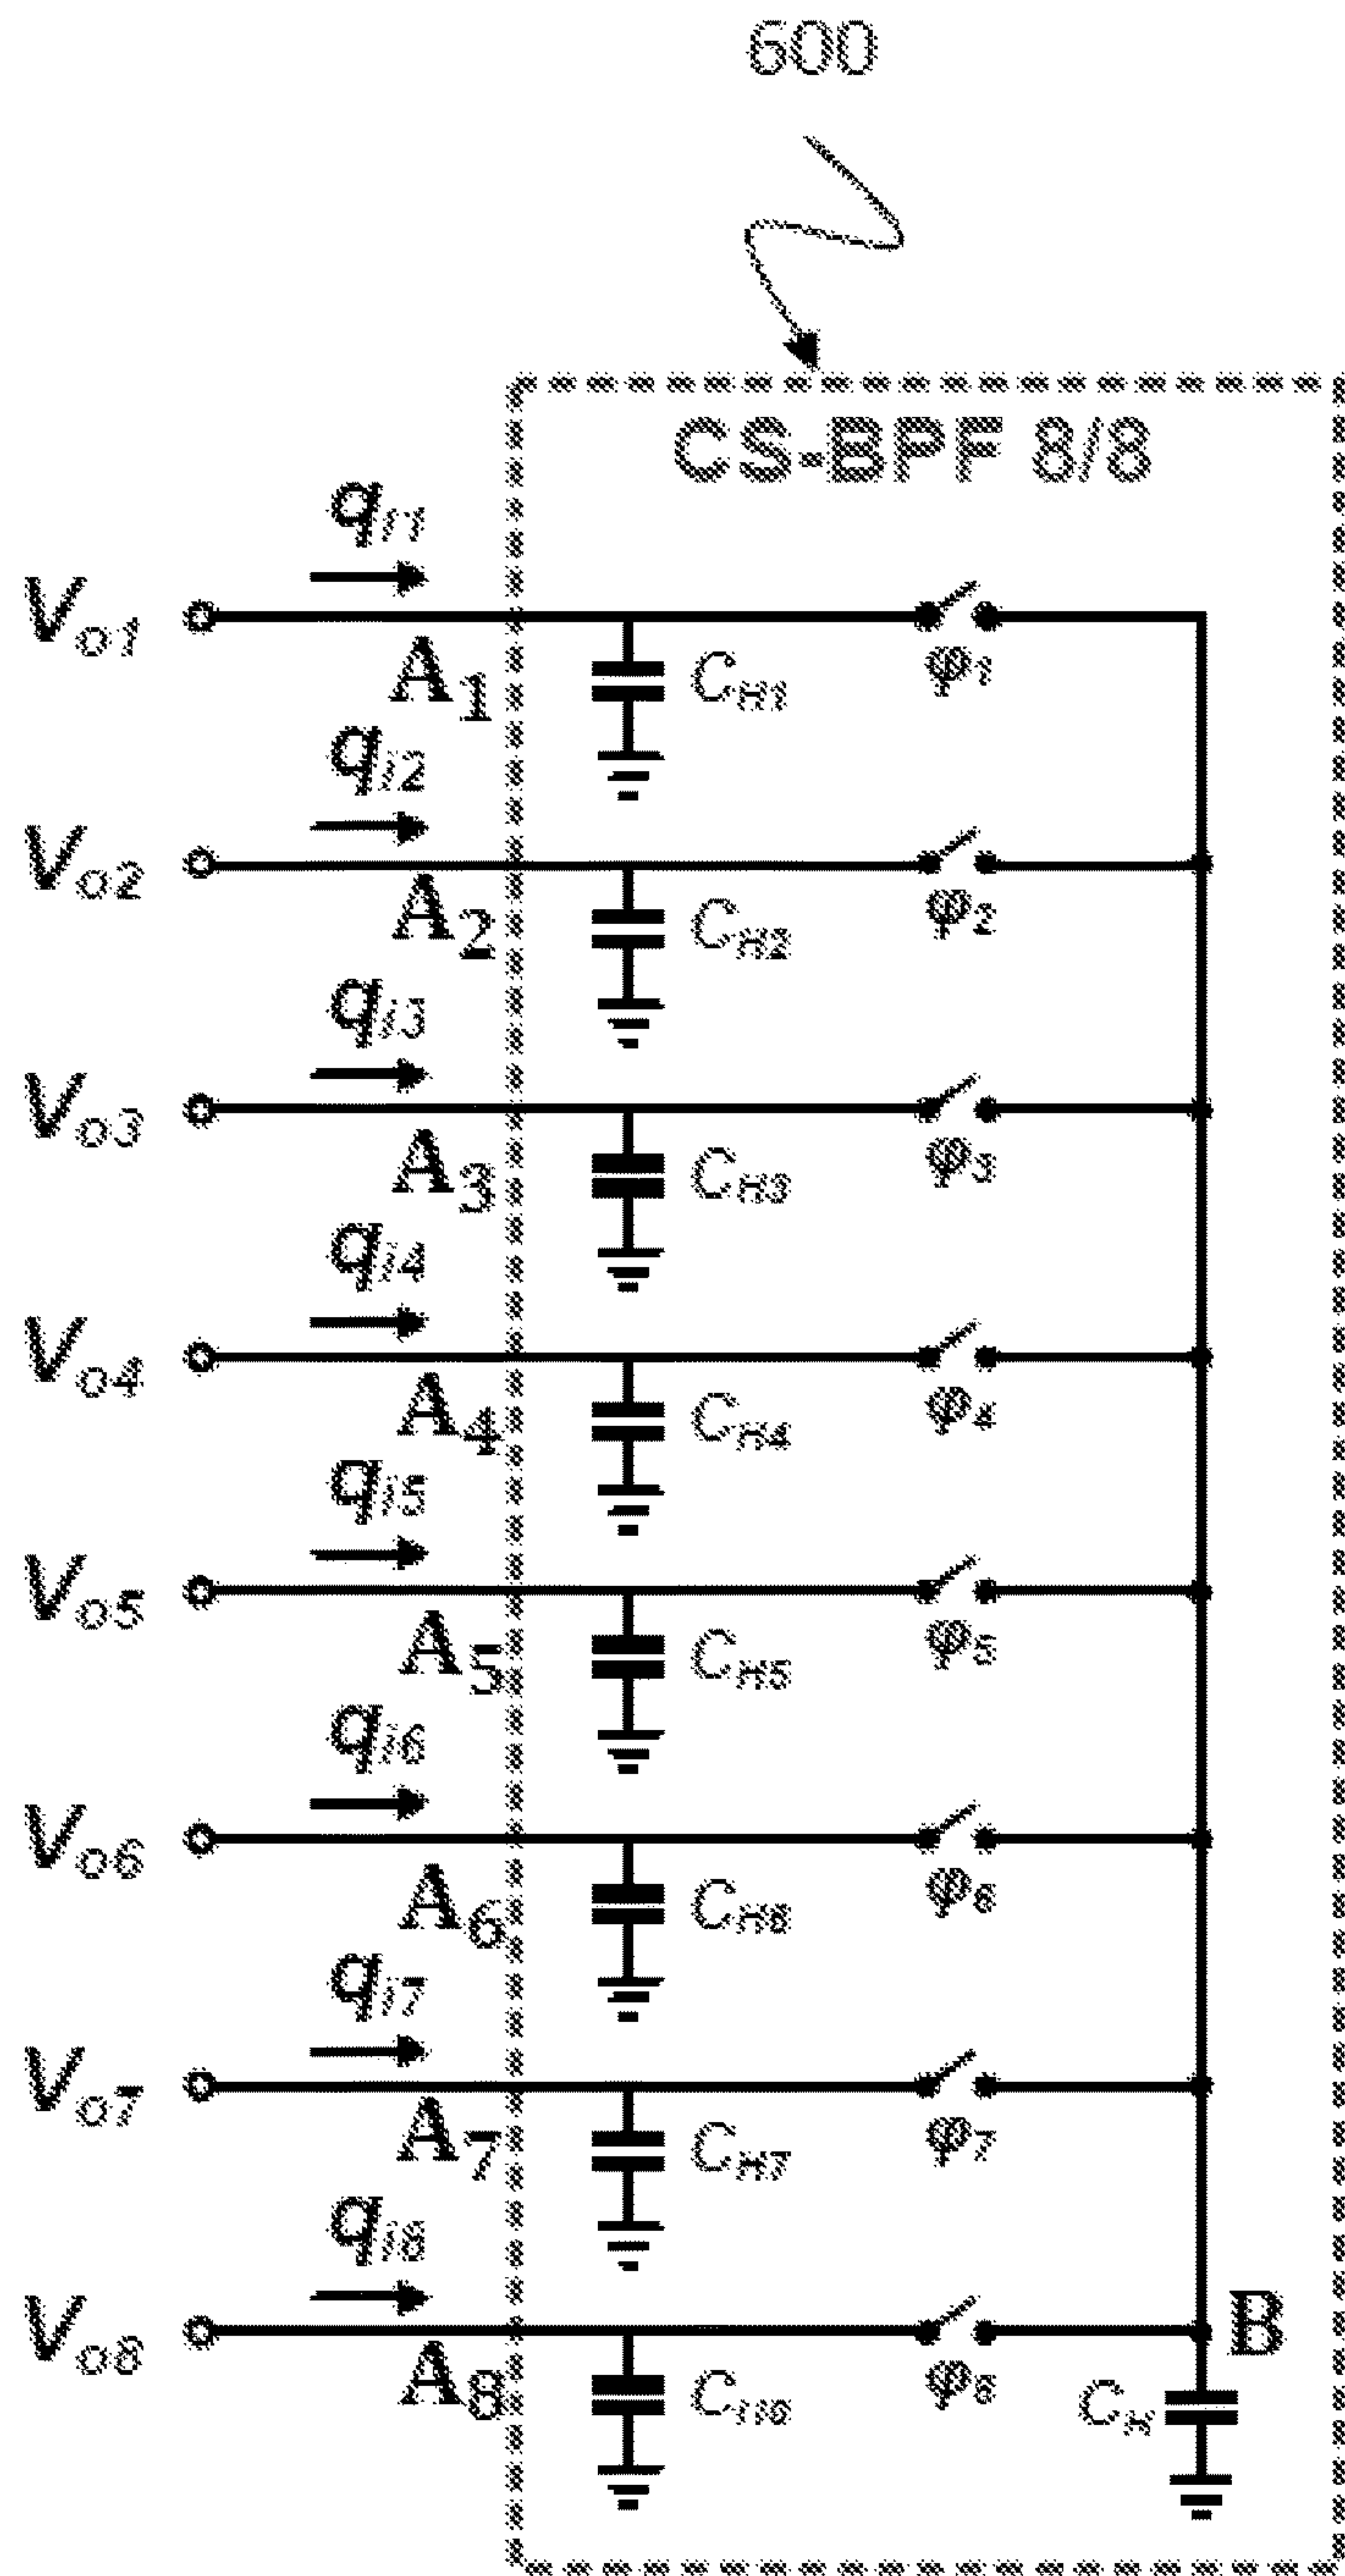 600
CS-BPF 8/8
qi1
Vo1
A1 CH1 φ1
qi2
Vo2
A2 CH2 φ2
qi3
Vo3
A3 CH3 φ3
qi4
Vo4
A4 CH4 φ4
qi5
Vo5
A5 CH5 φ5
qi6
Vo6
A6 CH6 φ6
qi7
Vo7
A7 CH7 φ7
qi8
Vo8 B
A8 CH8 φ8